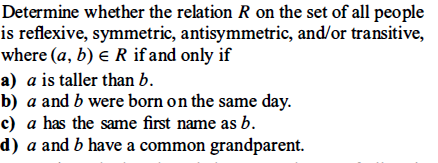 Determine whether the relation R on the set of all people
is reflexive, symmetric, antisymmetric, and/or transitive,
where (a, b) ∈ R if and only if
a) a is taller than b.
b) a and b were born on the same day.
c) a has the same first name as b.
d) a and b have a common grandparent.